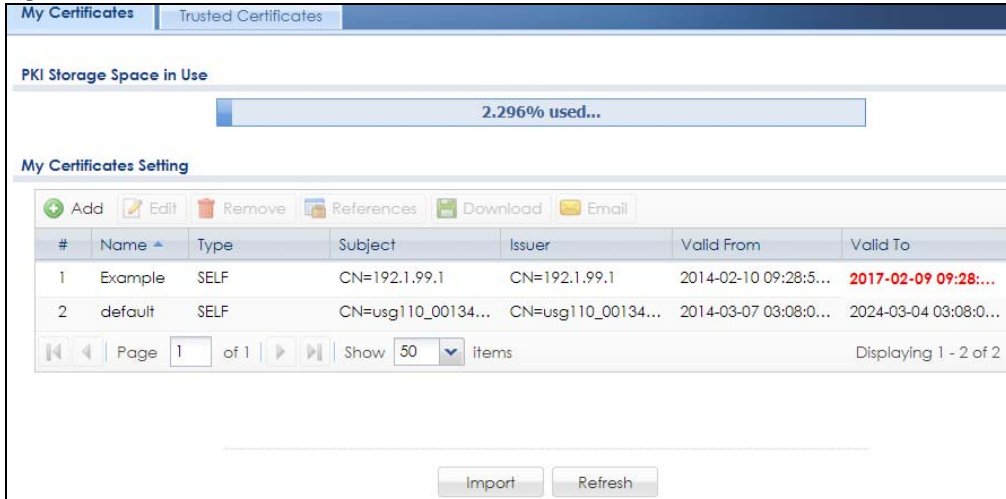 My Certificates Trusted Certificates
PKI Storage Space in Use
2.296% used...
My Certificates Setting
Add Edit Remove References Download Email
# Name Type Subject Issuer Valid From Valid To
1 Example SELF CN=192.1.99.1 CN=192.1.99.1 2014-02-10 09:28:5... 2017-02-09 09:28:...
2 default SELF CN=usg110_00134... CN=usg110_00134... 2014-03-07 03:08:0... 2024-03-04 03:08:0...
Page 1 of 1 Show 50 items Displaying 1 - 2 of 2
Import Refresh